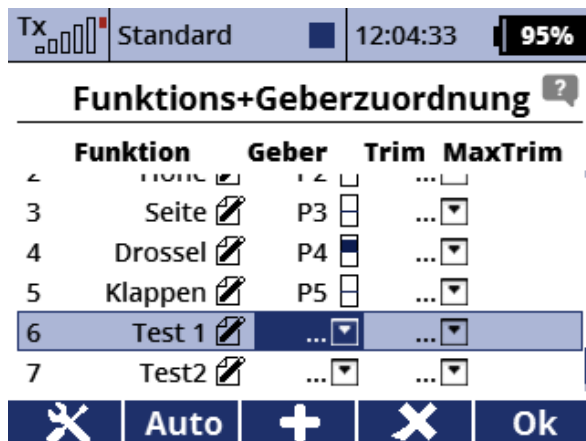 Tx Standard 12:04:33 95%
Funktions+Geberzuordnung ?
Funktion Geber Trim MaxTrim
...
3 Seite P3 ...
4 Drossel P4 ...
5 Klappen P5 ...
6 Test 1 ... ...
7 Test2 ... ...
Auto Ok